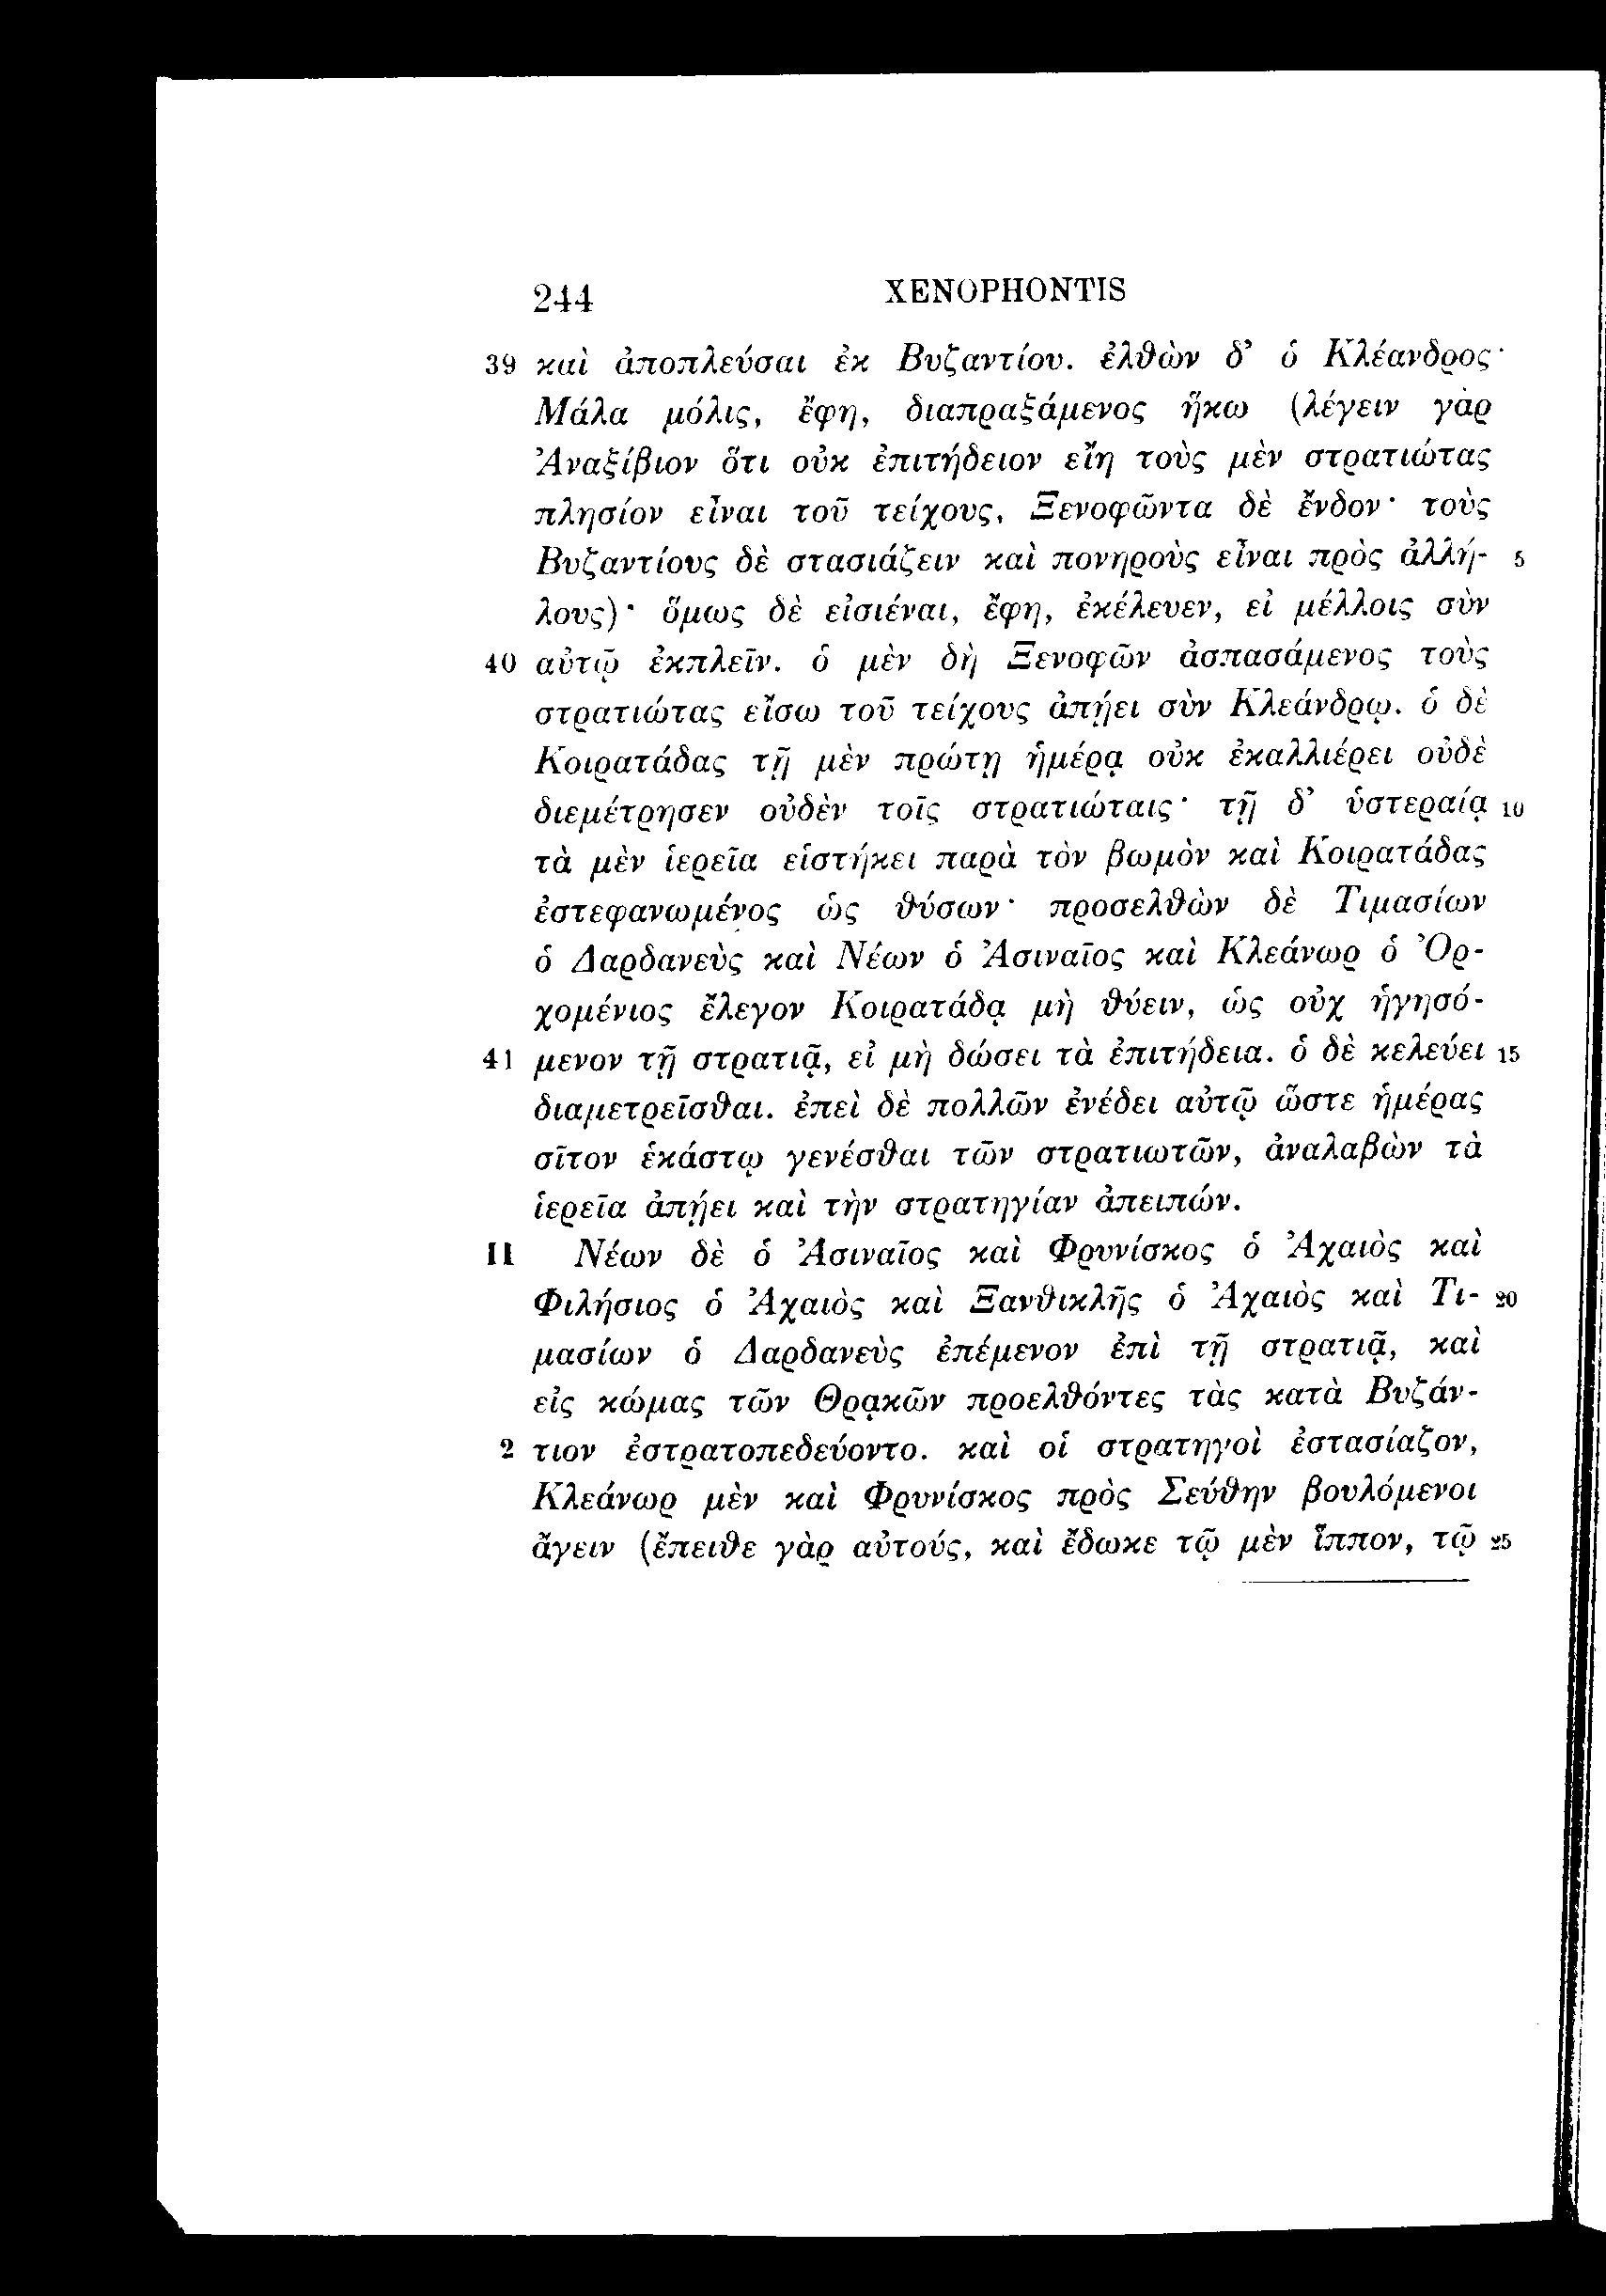 244 XENOPHONTIS
39 καὶ ἀποπλεύσαι ἐκ Βυζαντίου. ἐλθὼν δ' ὁ Κλέανδρος·
Μάλα μόλις, ἔφη, διαπραξάμενος ἥκω (λέγειν γὰρ
Ἀναξίβιον ὅτι οὐκ ἐπιτήδειον εἴη τοὺς μὲν στρατιώτας
πλησίον εἶναι τοῦ τείχους, Ξενοφῶντα δὲ ἔνδον· τοὺς
Βυζαντίους δὲ στασιάζειν καὶ πονηροὺς εἶναι πρὸς ἀλλή- 5
λους)· ὅμως δὲ εἰσιέναι, ἔφη, ἐκέλευεν, εἰ μέλλοις σὺν
40 αὐτῷ ἐκπλεῖν. ὁ μὲν δὴ Ξενοφῶν ἀσπασάμενος τοὺς
στρατιώτας εἴσω τοῦ τείχους ἀπῄει σὺν Κλεάνδρῳ. ὁ δὲ
Κοιρατάδας τῇ μὲν πρώτῃ ἡμέρᾳ οὐκ ἐκαλλιέρει οὐδὲ
διεμέτρησεν οὐδὲν τοῖς στρατιώταις· τῇ δ' ὑστεραίᾳ 10
τὰ μὲν ἱερεῖα εἱστήκει παρὰ τὸν βωμὸν καὶ Κοιρατάδας
ἐστεφανωμένος ὡς θύσων· προσελθὼν δὲ Τιμασίων
ὁ Δαρδανεὺς καὶ Νέων ὁ Ἀσιναῖος καὶ Κλεάνωρ ὁ Ὀρ-
χομένιος ἔλεγον Κοιρατάδᾳ μὴ θύειν, ὡς οὐχ ἡγησό-
41 μενον τῇ στρατιᾷ, εἰ μὴ δώσει τὰ ἐπιτήδεια. ὁ δὲ κελεύει 15
διαμετρεῖσθαι. ἐπεὶ δὲ πολλῶν ἐνέδει αὐτῷ ὥστε ἡμέρας
σῖτον ἑκάστῳ γενέσθαι τῶν στρατιωτῶν, ἀναλαβὼν τὰ
ἱερεῖα ἀπῄει καὶ τὴν στρατηγίαν ἀπειπών.
II Νέων δὲ ὁ Ἀσιναῖος καὶ Φρυνίσκος ὁ Ἀχαιὸς καὶ
Φιλήσιος ὁ Ἀχαιὸς καὶ Ξανθικλῆς ὁ Ἀχαιὸς καὶ Τι- 20
μασίων ὁ Δαρδανεὺς ἐπέμενον ἐπὶ τῇ στρατιᾷ, καὶ
εἰς κώμας τῶν Θρᾳκῶν προελθόντες τὰς κατὰ Βυζάν-
2 τιον ἐστρατοπεδεύοντο. καὶ οἱ στρατηγοὶ ἐστασίαζον,
Κλεάνωρ μὲν καὶ Φρυνίσκος πρὸς Σεύθην βουλόμενοι
ἄγειν (ἔπειθε γὰρ αὐτούς, καὶ ἔδωκε τῷ μὲν ἵππον, τῷ 25